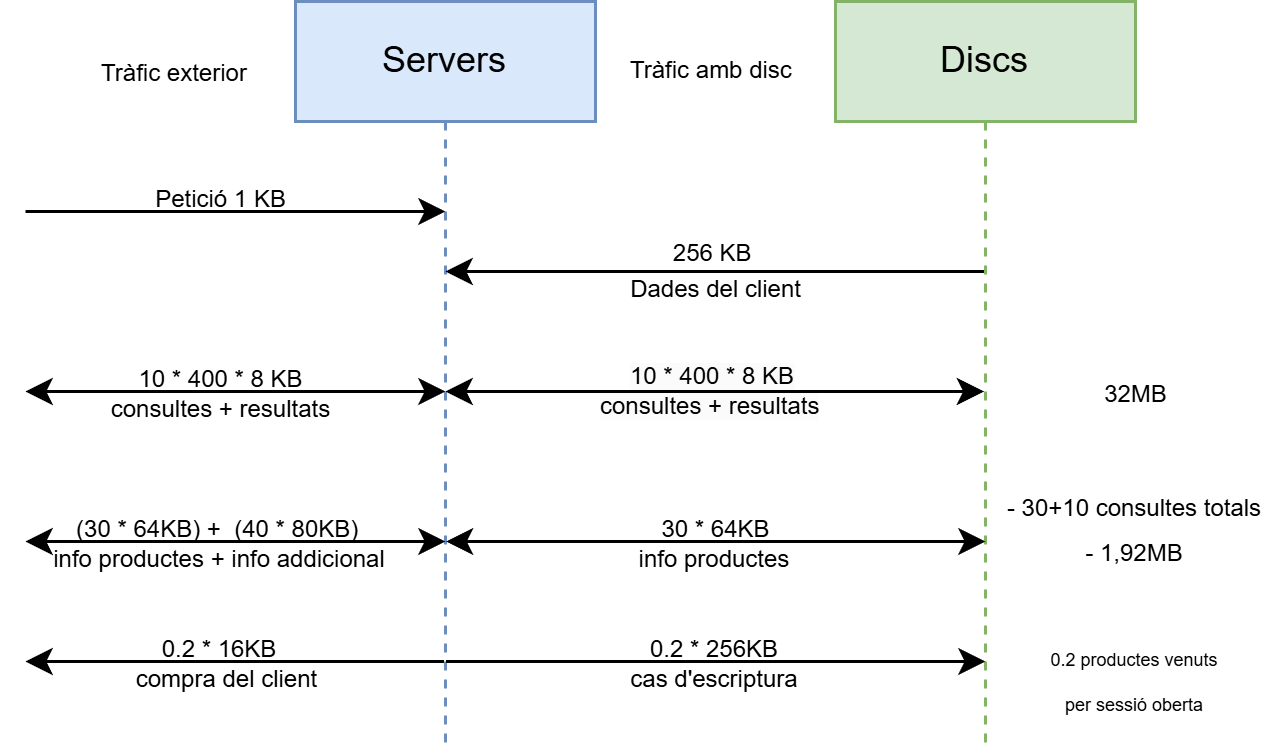 Tràfic exterior
Servers
Tràfic amb disc
Discs
Petició 1 KB
256 KB
Dades del client
10 * 400 * 8 KB
consultes + resultats
10 * 400 * 8 KB
consultes + resultats
32MB
(30 * 64KB) + (40 * 80KB)
info productes + info addicional
30 * 64KB
info productes
- 30+10 consultes totals
- 1,92MB
0.2 * 16KB
compra del client
0.2 * 256KB
cas d'escriptura
0.2 productes venuts
per sessió oberta